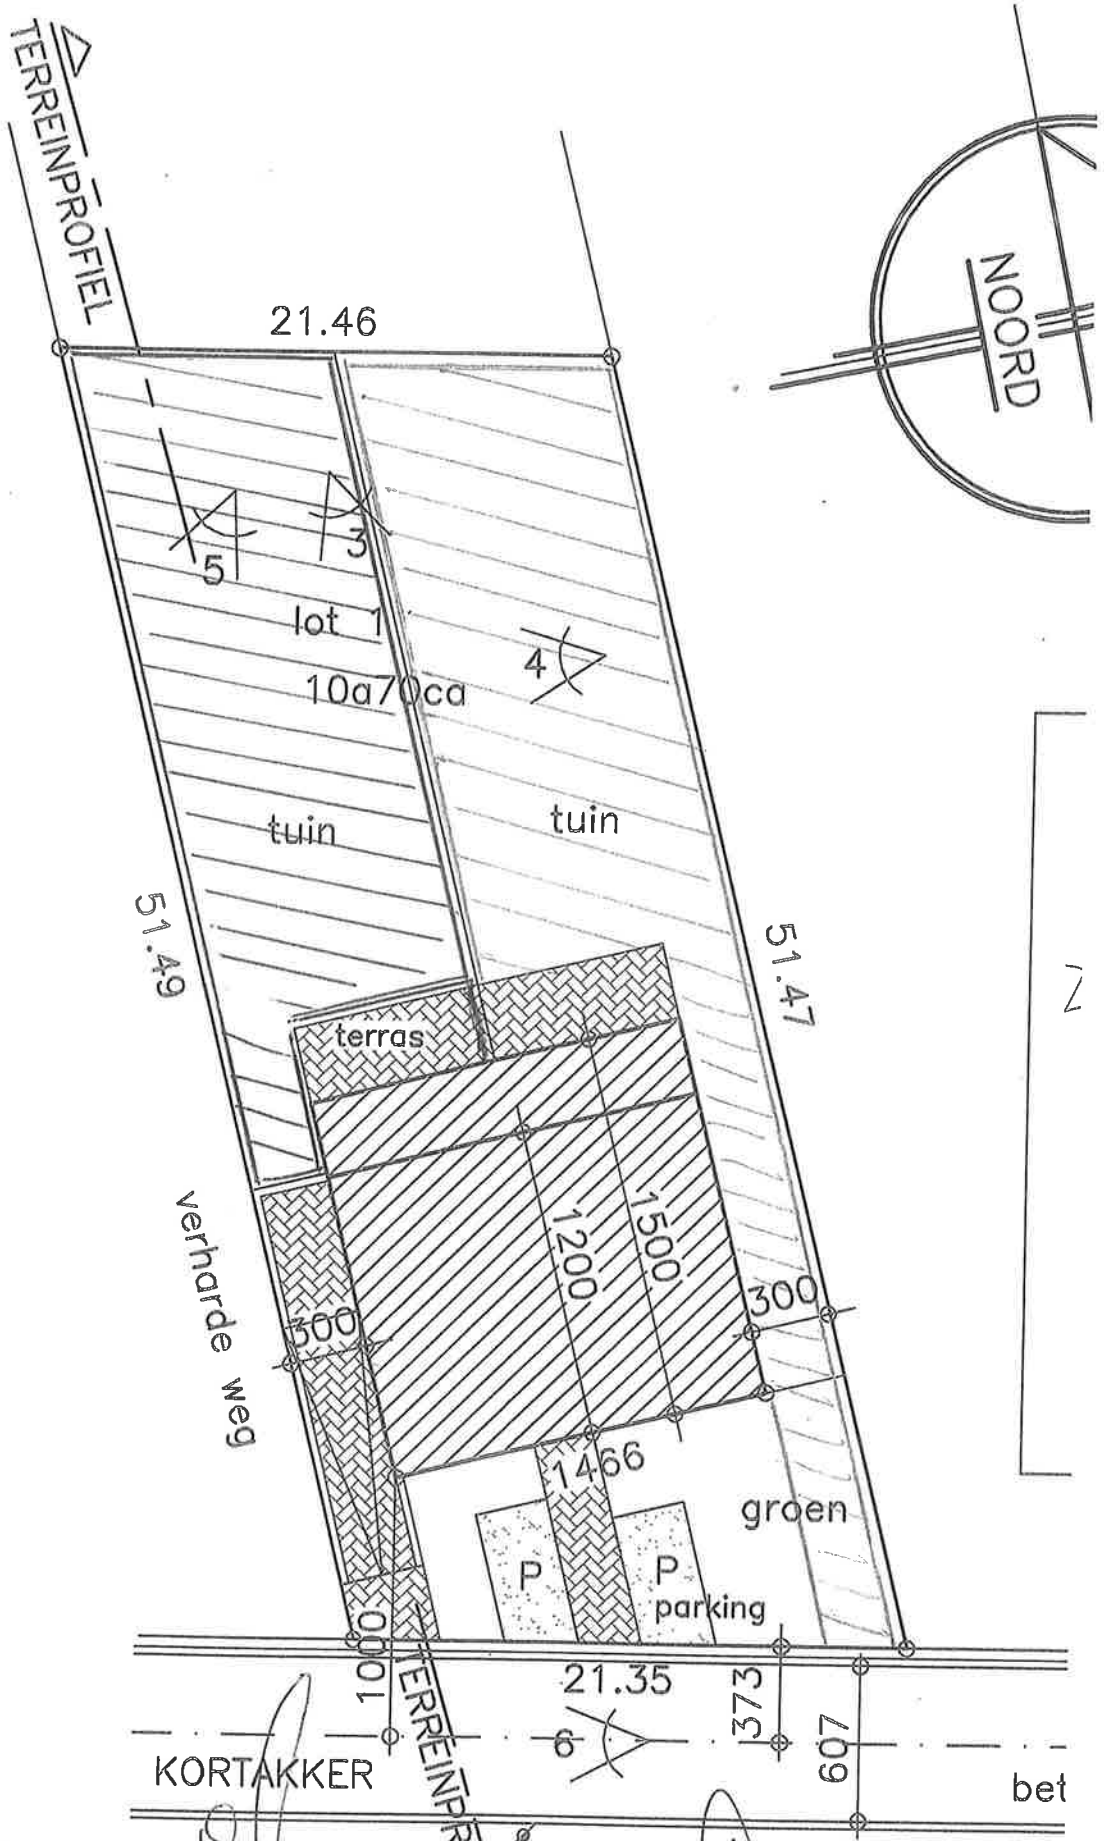 TERREINPROFIEL
NOORD
21.46
5
3
lot 1
10a70ca
4
tuin
tuin
51.49
51.47
N
terras
1200
1500
300
300
verharde weg
1466
groen
P
P
parking
1000
21.35
373
607
TERREINPR
6
KORTAKKER
bet